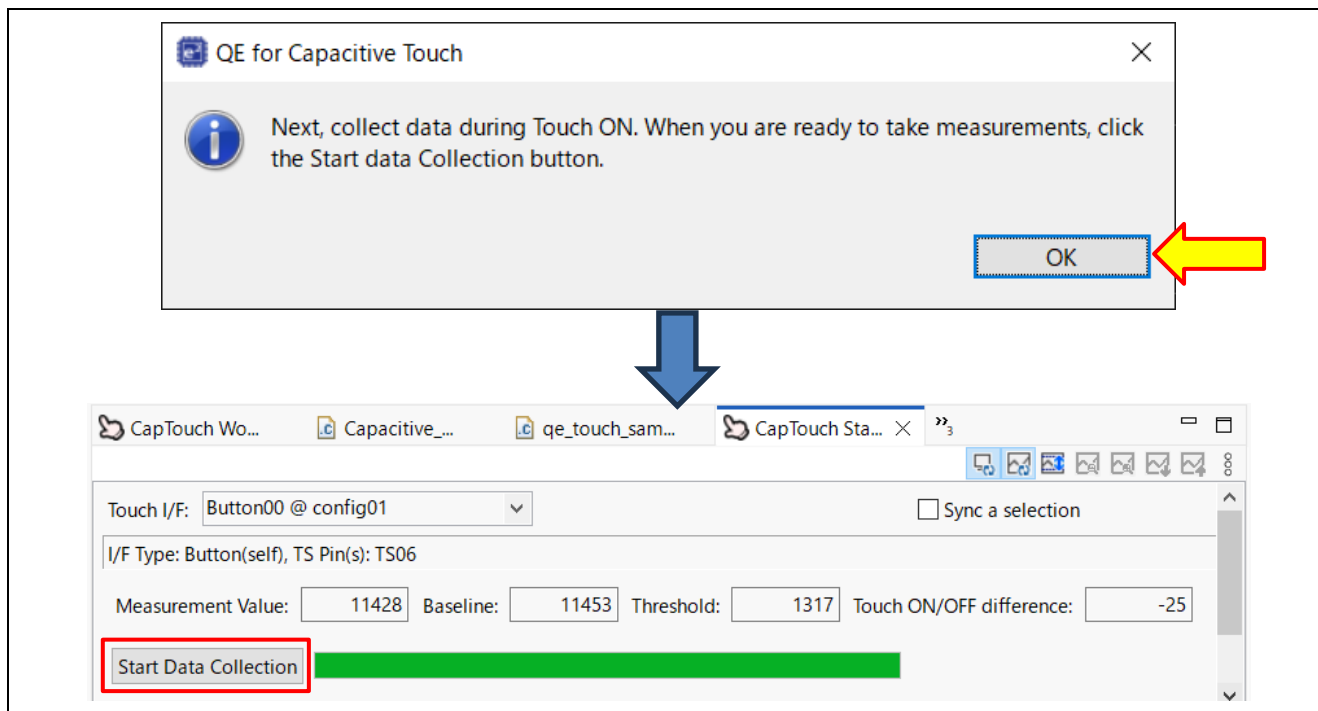 QE for Capacitive Touch
Next, collect data during Touch ON. When you are ready to take measurements, click
the Start data Collection button.
OK
CapTouch Wo... Capacitive_... qe_touch_sam... CapTouch Sta... »3
Touch I/F: Button00 @ config01 Sync a selection
I/F Type: Button(self), TS Pin(s): TS06
Measurement Value: 11428 Baseline: 11453 Threshold: 1317 Touch ON/OFF difference: -25
Start Data Collection